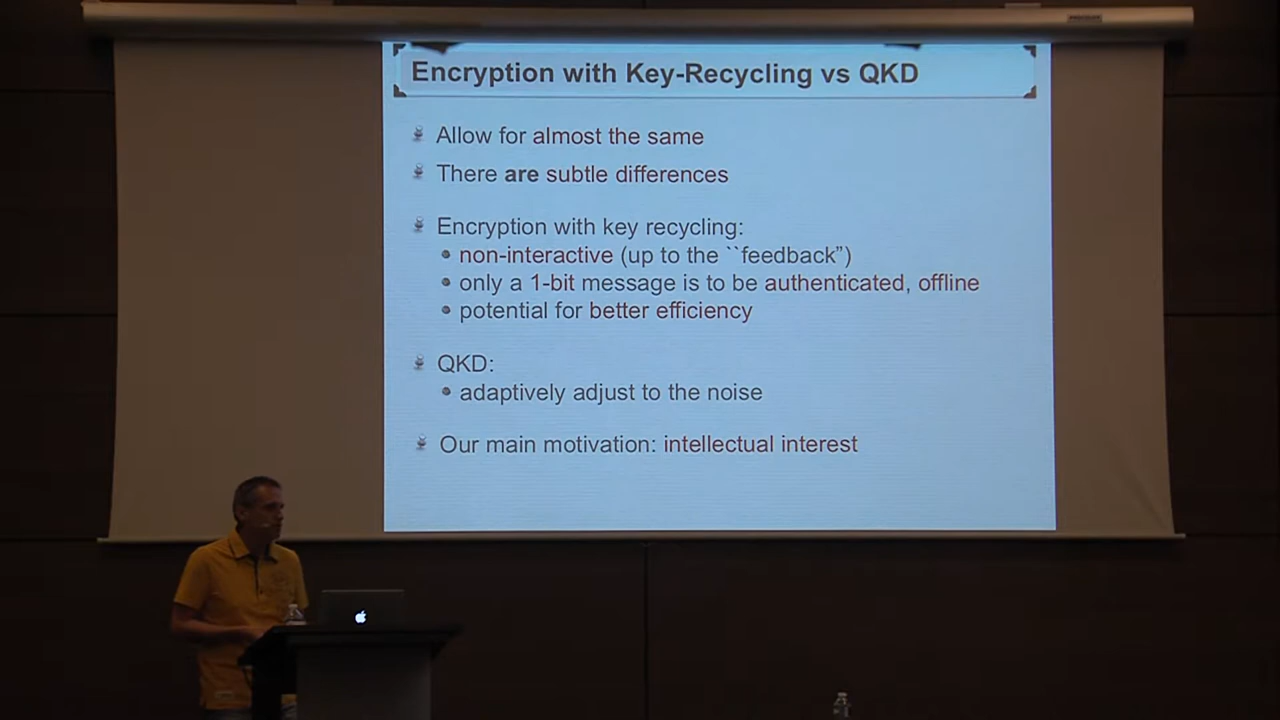 Encryption with Key-Recycling vs QKD
Allow for almost the same
There are subtle differences
Encryption with key recycling:
non-interactive (up to the ``feedback”)
only a 1-bit message is to be authenticated, offline
potential for better efficiency
QKD:
adaptively adjust to the noise
Our main motivation: intellectual interest